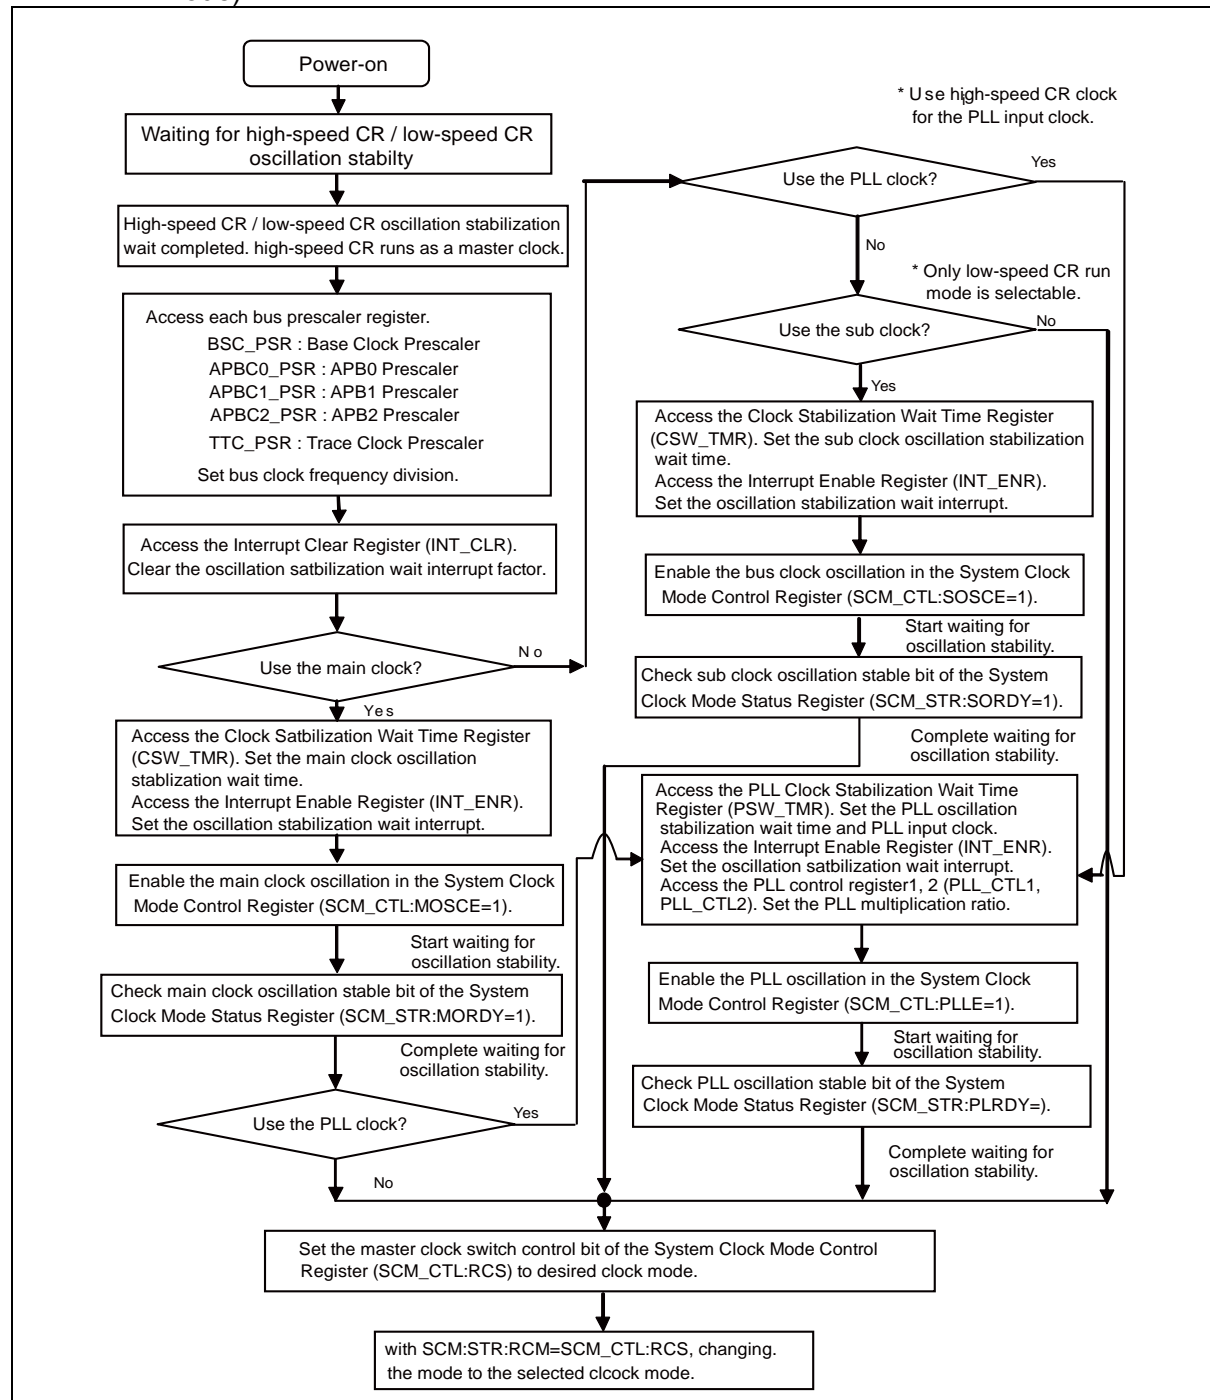 Power-on
Waiting for high-speed CR / low-speed CR
oscillation stabilty
High-speed CR / low-speed CR oscillation stabilization
wait completed. high-speed CR runs as a master clock.
Access each bus prescaler register.
BSC_PSR : Base Clock Prescaler
APBC0_PSR : APB0 Prescaler
APBC1_PSR : APB1 Prescaler
APBC2_PSR : APB2 Prescaler
TTC_PSR : Trace Clock Prescaler
Set bus clock frequency division.
Access the Interrupt Clear Register (INT_CLR).
Clear the oscillation satbilization wait interrupt factor.
Use the main clock?
No
Yes
Access the Clock Satbilization Wait Time Register
(CSW_TMR). Set the main clock oscillation
stablization wait time.
Access the Interrupt Enable Register (INT_ENR).
Set the oscillation stabilization wait interrupt.
Enable the main clock oscillation in the System Clock
Mode Control Register (SCM_CTL:MOSCE=1).
Start waiting for
oscillation stability.
Check main clock oscillation stable bit of the System
Clock Mode Status Register (SCM_STR:MORDY=1).
Complete waiting for
oscillation stability.
Use the PLL clock?
Yes
No
* Use high-speed CR clock
for the PLL input clock.
Use the PLL clock?
Yes
No
* Only low-speed CR run
mode is selectable.
Use the sub clock?
No
Yes
Access the Clock Stabilization Wait Time Register
(CSW_TMR). Set the sub clock oscillation stabilization
wait time.
Access the Interrupt Enable Register (INT_ENR).
Set the oscillation stabilization wait interrupt.
Enable the bus clock oscillation in the System Clock
Mode Control Register (SCM_CTL:SOSCE=1).
Start waiting for
oscillation stability.
Check sub clock oscillation stable bit of the System
Clock Mode Status Register (SCM_STR:SORDY=1).
Complete waiting for
oscillation stability.
Access the PLL Clock Stabilization Wait Time
Register (PSW_TMR). Set the PLL oscillation
stabilization wait time and PLL input clock.
Access the Interrupt Enable Register (INT_ENR).
Set the oscillation satbilization wait interrupt.
Access the PLL control register1, 2 (PLL_CTL1,
PLL_CTL2). Set the PLL multiplication ratio.
Enable the PLL oscillation in the System Clock
Mode Control Register (SCM_CTL:PLLE=1).
Start waiting for
oscillation stability.
Check PLL oscillation stable bit of the System
Clock Mode Status Register (SCM_STR:PLRDY=).
Complete waiting for
oscillation stability.
Set the master clock switch control bit of the System Clock Mode Control
Register (SCM_CTL:RCS) to desired clock mode.
with SCM:STR:RCM=SCM_CTL:RCS, changing.
the mode to the selected clcock mode.